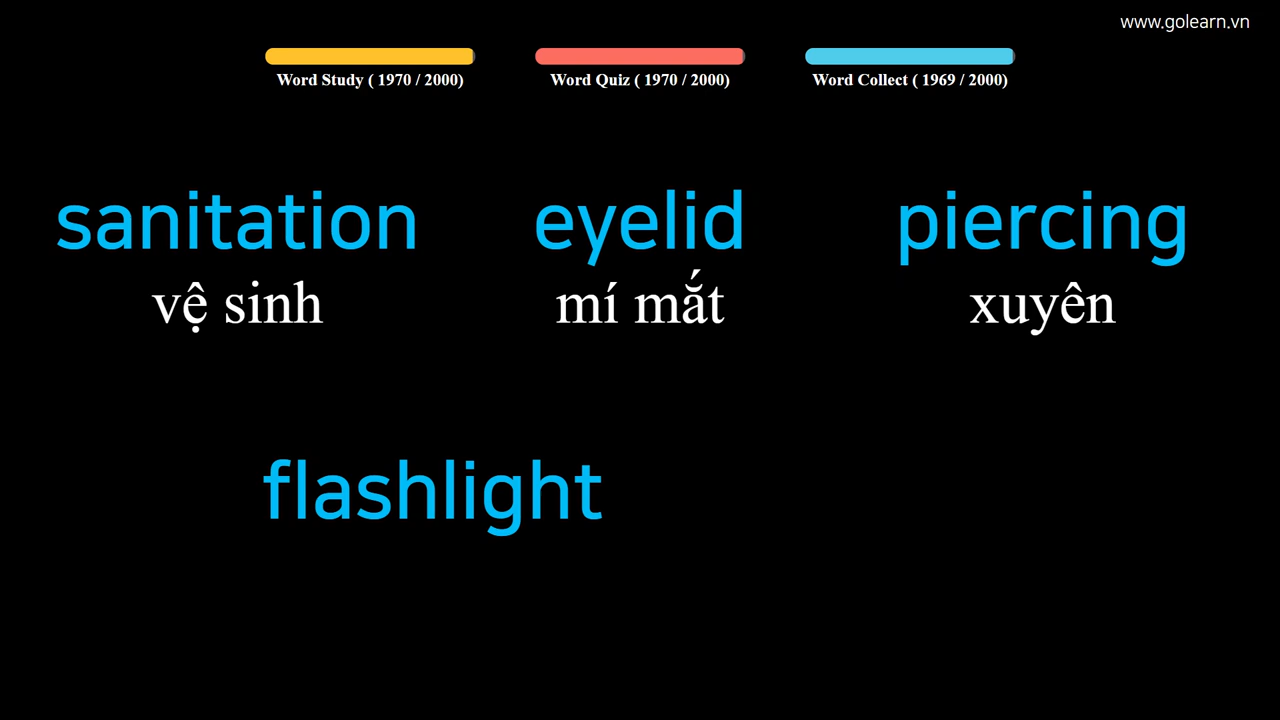 www.golearn.vn
Word Study ( 1970 / 2000)
Word Quiz ( 1970 / 2000)
Word Collect ( 1969 / 2000)
sanitation
eyelid
piercing
vệ sinh
mí mắt
xuyên
flashlight